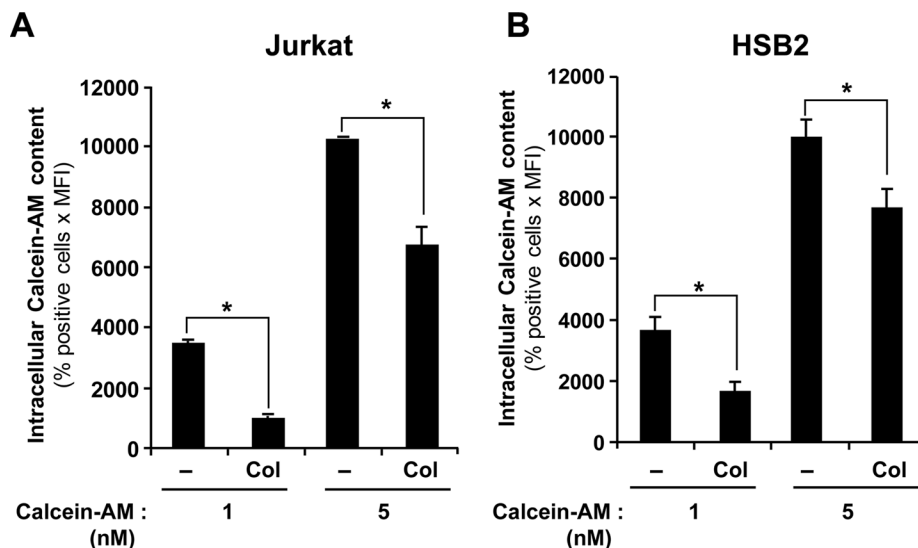 A
Jurkat
Intracellular Calcein-AM content
(% positive cells x MFI)
12000
10000
8000
6000
4000
2000
0
*
*
– Col – Col
Calcein-AM : 1 5
(nM)
B
HSB2
Intracellular Calcein-AM content
(% positive cells x MFI)
12000
10000
8000
6000
4000
2000
0
*
*
– Col – Col
Calcein-AM : 1 5
(nM)